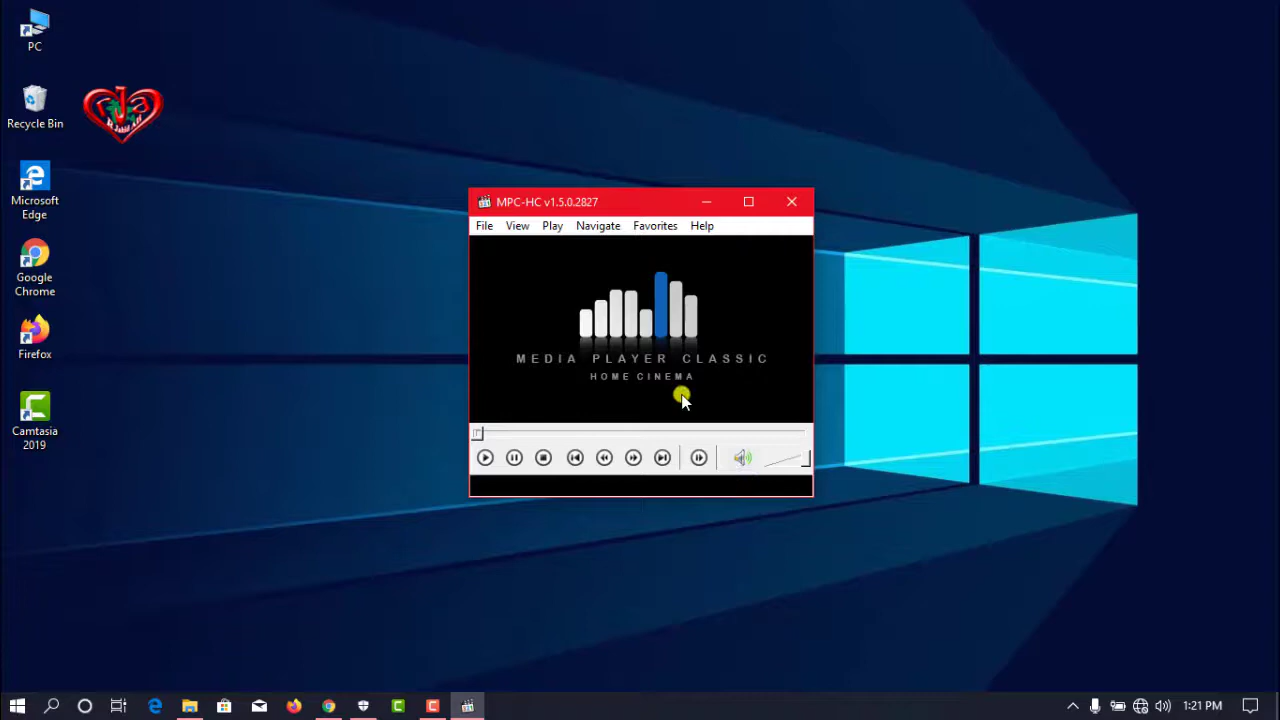 PC
Recycle Bin
Microsoft
Edge
Google
Chrome
Firefox
Camtasia
2019
MPC-HC v1.5.0.2827
File View Play Navigate Favorites Help
MEDIA PLAYER CLASSIC
HOME CINEMA
1:21 PM